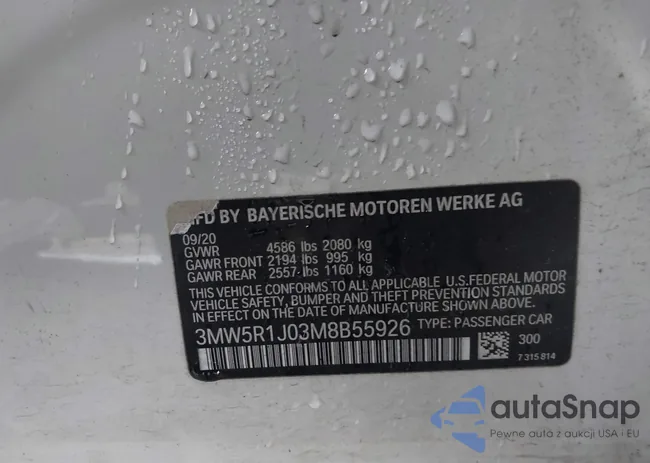 MFD BY BAYERISCHE MOTOREN WERKE AG
09/20
GVWR 4586 lbs 2080 kg
GAWR FRONT 2194 lbs 995 kg
GAWR REAR 2557 lbs 1160 kg
THIS VEHICLE CONFORMS TO ALL APPLICABLE U.S.FEDERAL MOTOR
VEHICLE SAFETY, BUMPER AND THEFT PREVENTION STANDARDS
IN EFFECT ON THE DATE OF MANUFACTURE SHOWN ABOVE.
3MW5R1J03M8B55926 TYPE: PASSENGER CAR
300
7 315 814
autoSnap
Pewne auta z aukcji USA i EU